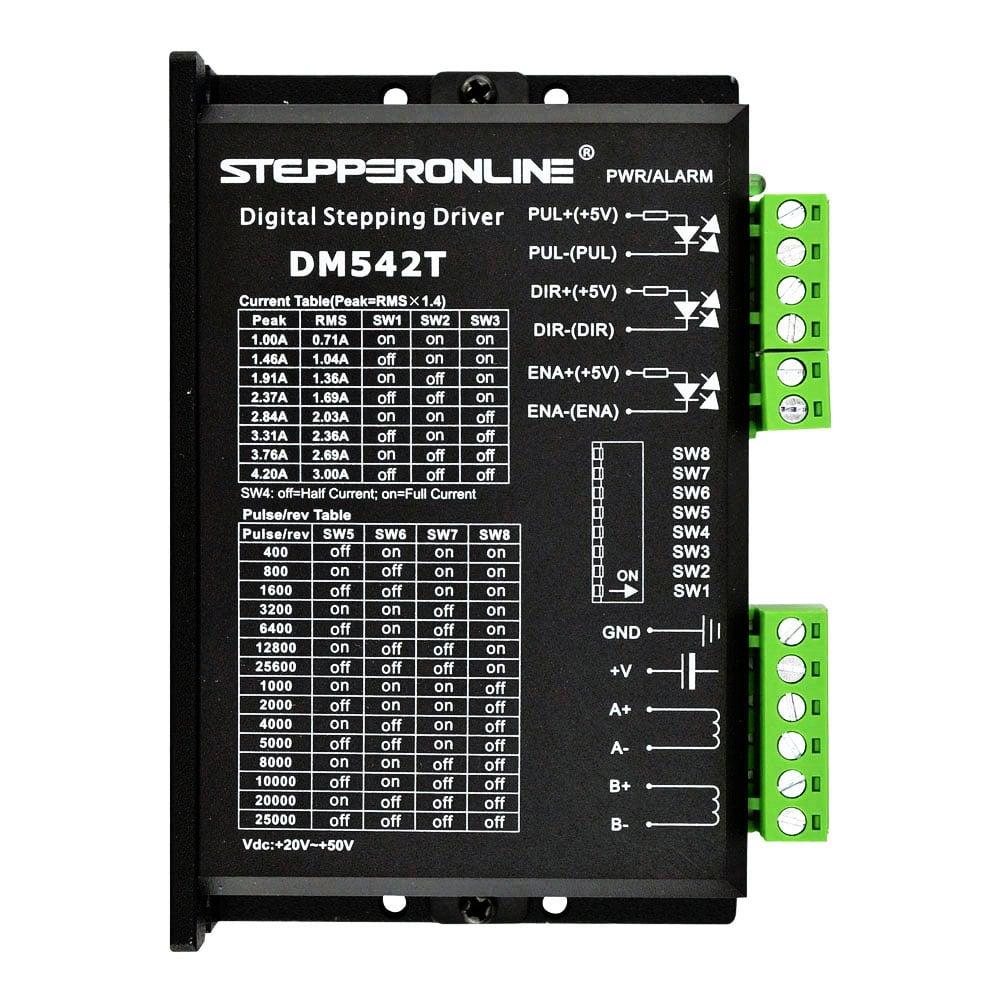 STEPPERONLINE®
PWR/ALARM
Digital Stepping Driver
DM542T
Current Table(Peak=RMS×1.4)
Peak RMS SW1 SW2 SW3
1.00A 0.71A on on on
1.46A 1.04A off on on
1.91A 1.36A on off on
2.37A 1.69A off off on
2.84A 2.03A on on off
3.31A 2.36A off on off
3.76A 2.69A on off off
4.20A 3.00A off off off
SW4: off=Half Current; on=Full Current
Pulse/rev Table
Pulse/rev SW5 SW6 SW7 SW8
400 off on on on
800 on off on on
1600 off off on on
3200 on on off on
6400 off on off on
12800 on off off on
25600 off off off on
1000 on on on off
2000 off on on off
4000 on off on off
5000 off off on off
8000 on on off off
10000 off on off off
20000 on off off off
25000 off off off off
Vdc:+20V~+50V
PUL+(+5V)
PUL-(PUL)
DIR+(+5V)
DIR-(DIR)
ENA+(+5V)
ENA-(ENA)
SW8
SW7
SW6
SW5
SW4
SW3
SW2
SW1
ON
GND
+V
A+
A-
B+
B-